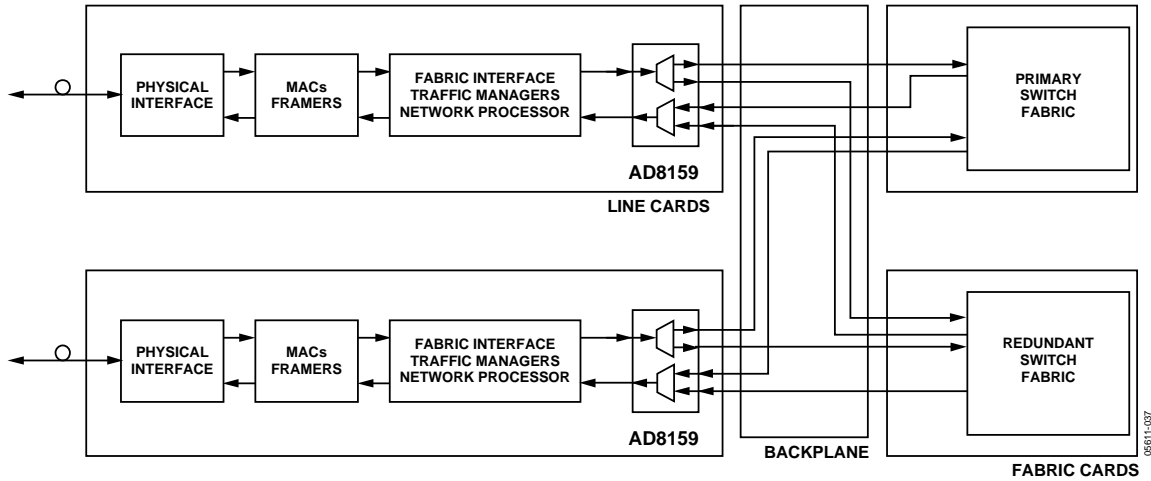 PHYSICAL
INTERFACE
MACs
FRAMERS
FABRIC INTERFACE
TRAFFIC MANAGERS
NETWORK PROCESSOR
AD8159
LINE CARDS
PRIMARY
SWITCH
FABRIC
PHYSICAL
INTERFACE
MACs
FRAMERS
FABRIC INTERFACE
TRAFFIC MANAGERS
NETWORK PROCESSOR
AD8159
BACKPLANE
REDUNDANT
SWITCH
FABRIC
FABRIC CARDS
05611-037